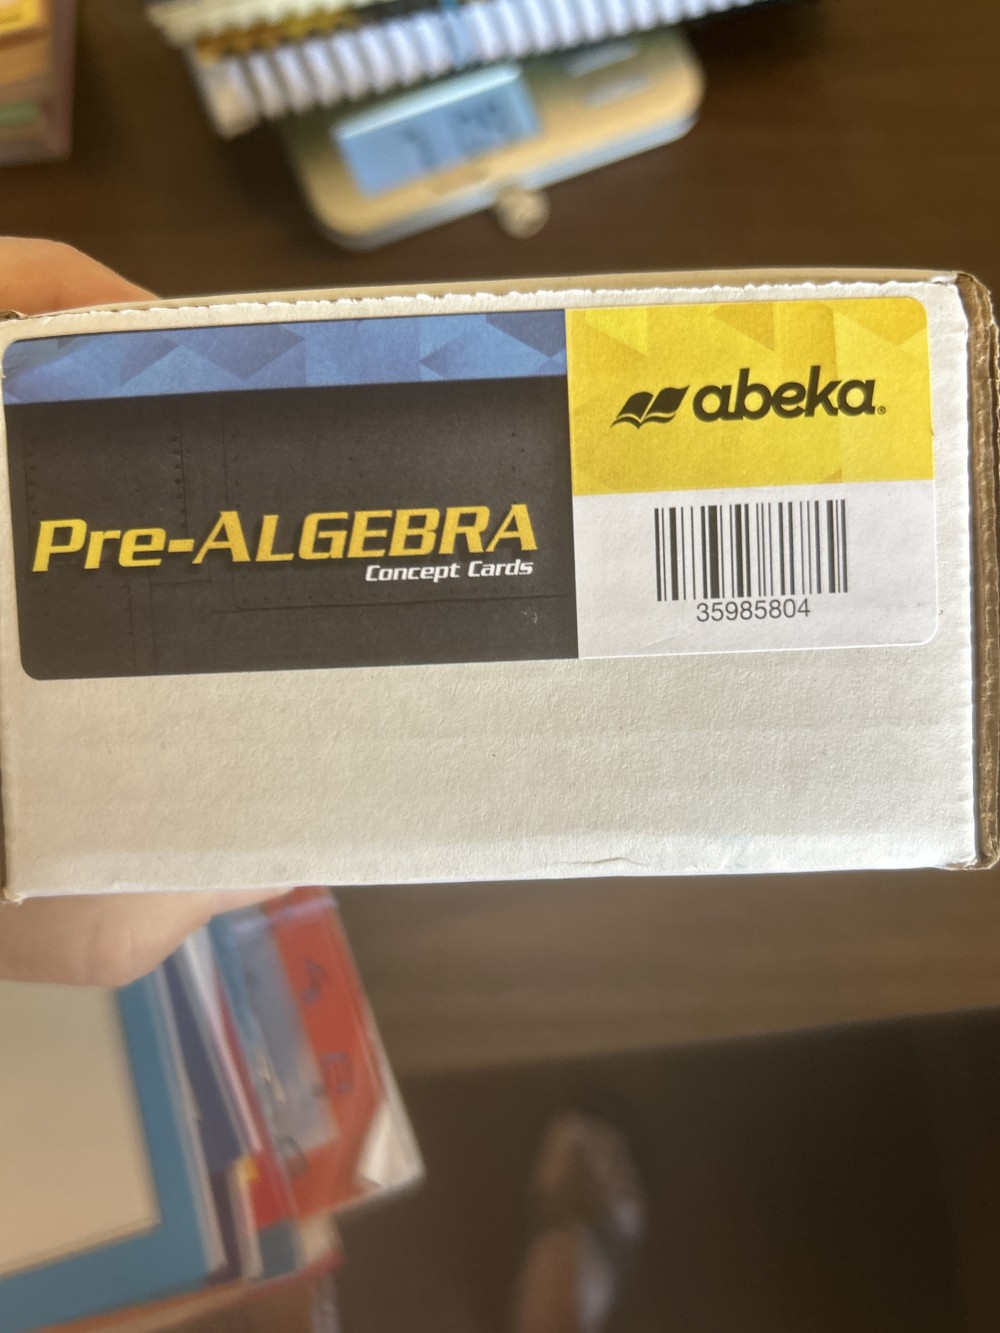 Pre-ALGEBRA
Concept Cards
abeka®
35985804